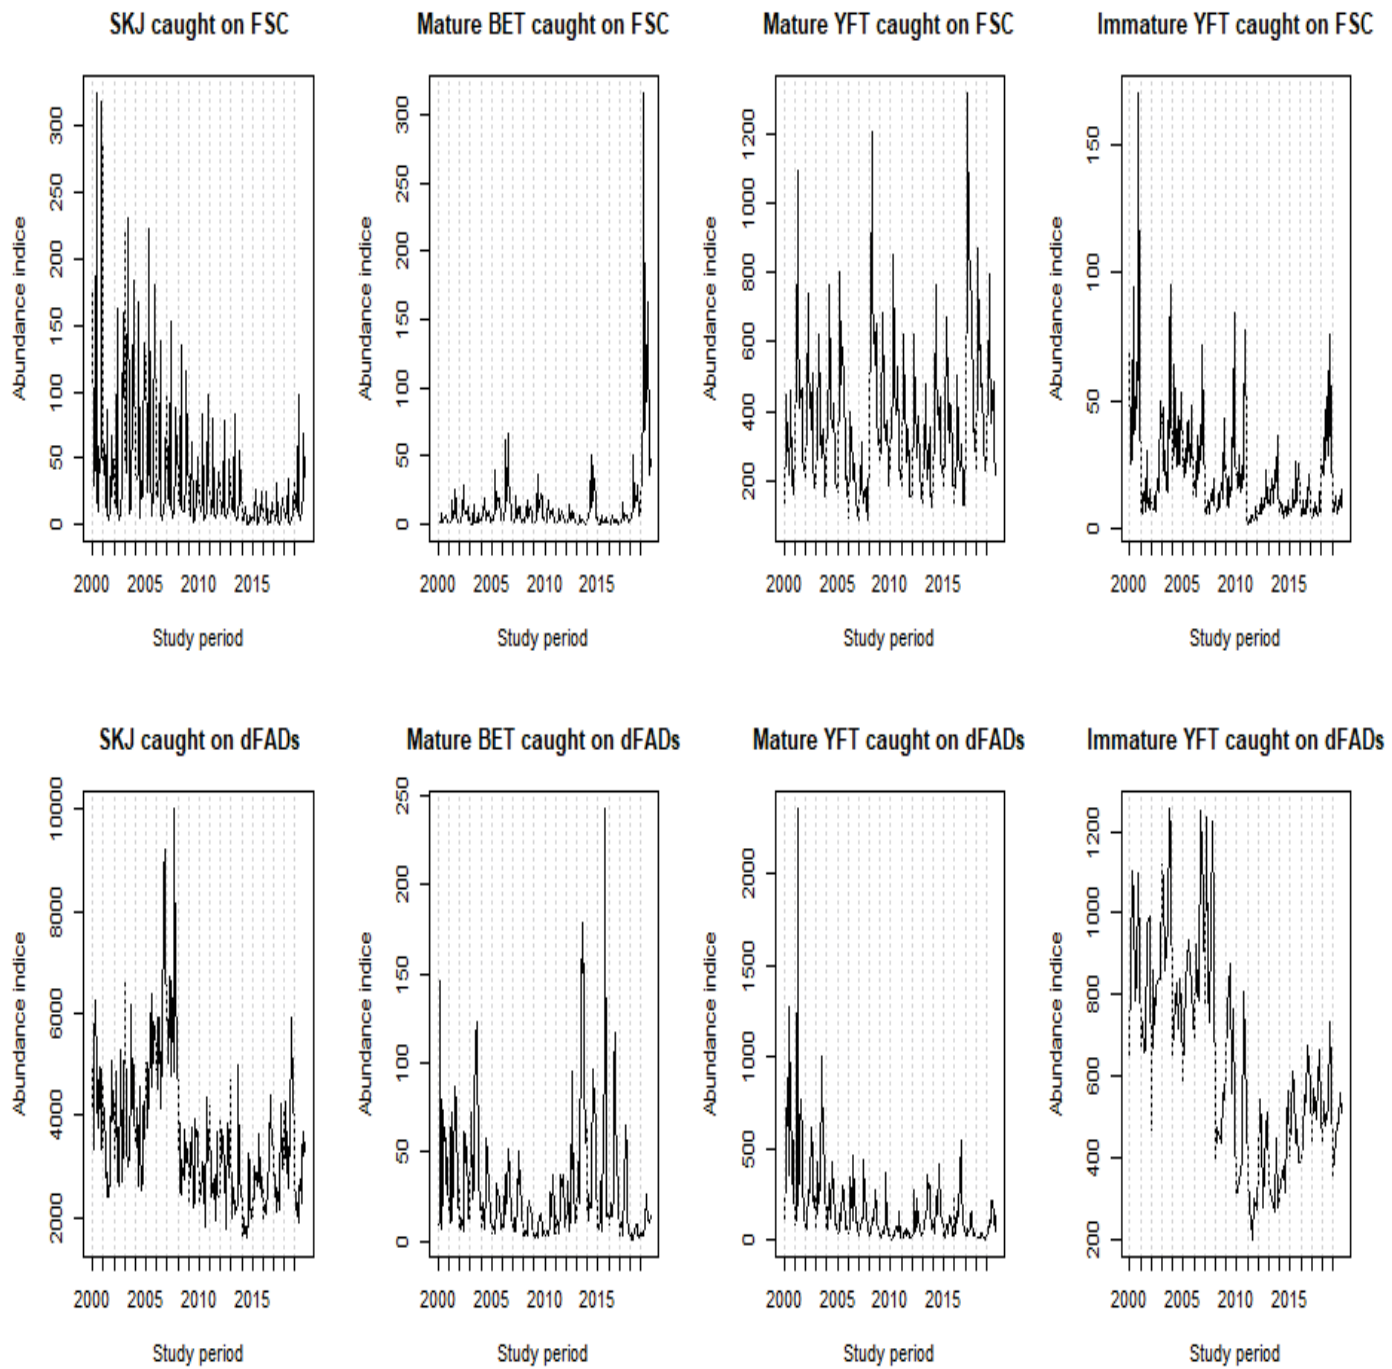 SKJ caught on FSC
Abundance indice
0 50 100 150 200 250 300
2000 2005 2010 2015
Study period
Mature BET caught on FSC
Abundance indice
0 50 100 150 200 250 300
2000 2005 2010 2015
Study period
Mature YFT caught on FSC
Abundance indice
200 400 600 800 1000 1200
2000 2005 2010 2015
Study period
Immature YFT caught on FSC
Abundance indice
0 50 100 150
2000 2005 2010 2015
Study period
SKJ caught on dFADs
Abundance indice
2000 4000 6000 8000 10000
2000 2005 2010 2015
Study period
Mature BET caught on dFADs
Abundance indice
0 50 100 150 200 250
2000 2005 2010 2015
Study period
Mature YFT caught on dFADs
Abundance indice
0 500 1000 1500 2000
2000 2005 2010 2015
Study period
Immature YFT caught on dFADs
Abundance indice
200 400 600 800 1000 1200
2000 2005 2010 2015
Study period